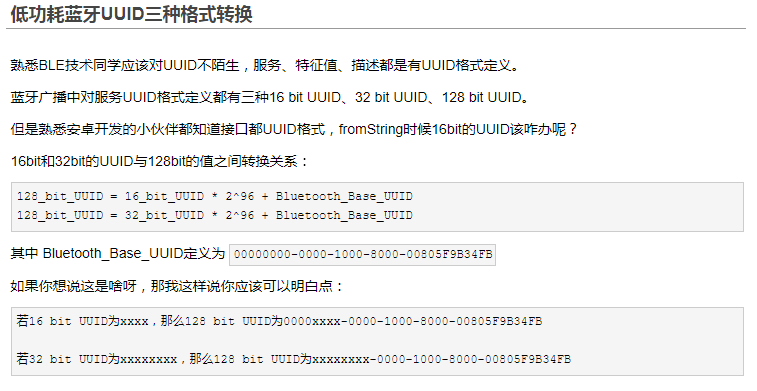 低功耗蓝牙UUID三种格式转换
熟悉BLE技术同学应该对UUID不陌生，服务、特征值、描述都是有UUID格式定义。
蓝牙广播中对服务UUID格式定义都有三种16 bit UUID、32 bit UUID、128 bit UUID。
但是熟悉安卓开发的小伙伴都知道接口都UUID格式，fromString时候16bit的UUID该咋办呢？
16bit和32bit的UUID与128bit的值之间转换关系：
128_bit_UUID = 16_bit_UUID * 2^96 + Bluetooth_Base_UUID
128_bit_UUID = 32_bit_UUID * 2^96 + Bluetooth_Base_UUID
其中 Bluetooth_Base_UUID定义为 00000000-0000-1000-8000-00805F9B34FB
如果你想说这是啥呀，那我这样说你应该可以明白点：
若16 bit UUID为xxxx，那么128 bit UUID为0000xxxx-0000-1000-8000-00805F9B34FB
若32 bit UUID为xxxxxxxx，那么128 bit UUID为xxxxxxxx-0000-1000-8000-00805F9B34FB